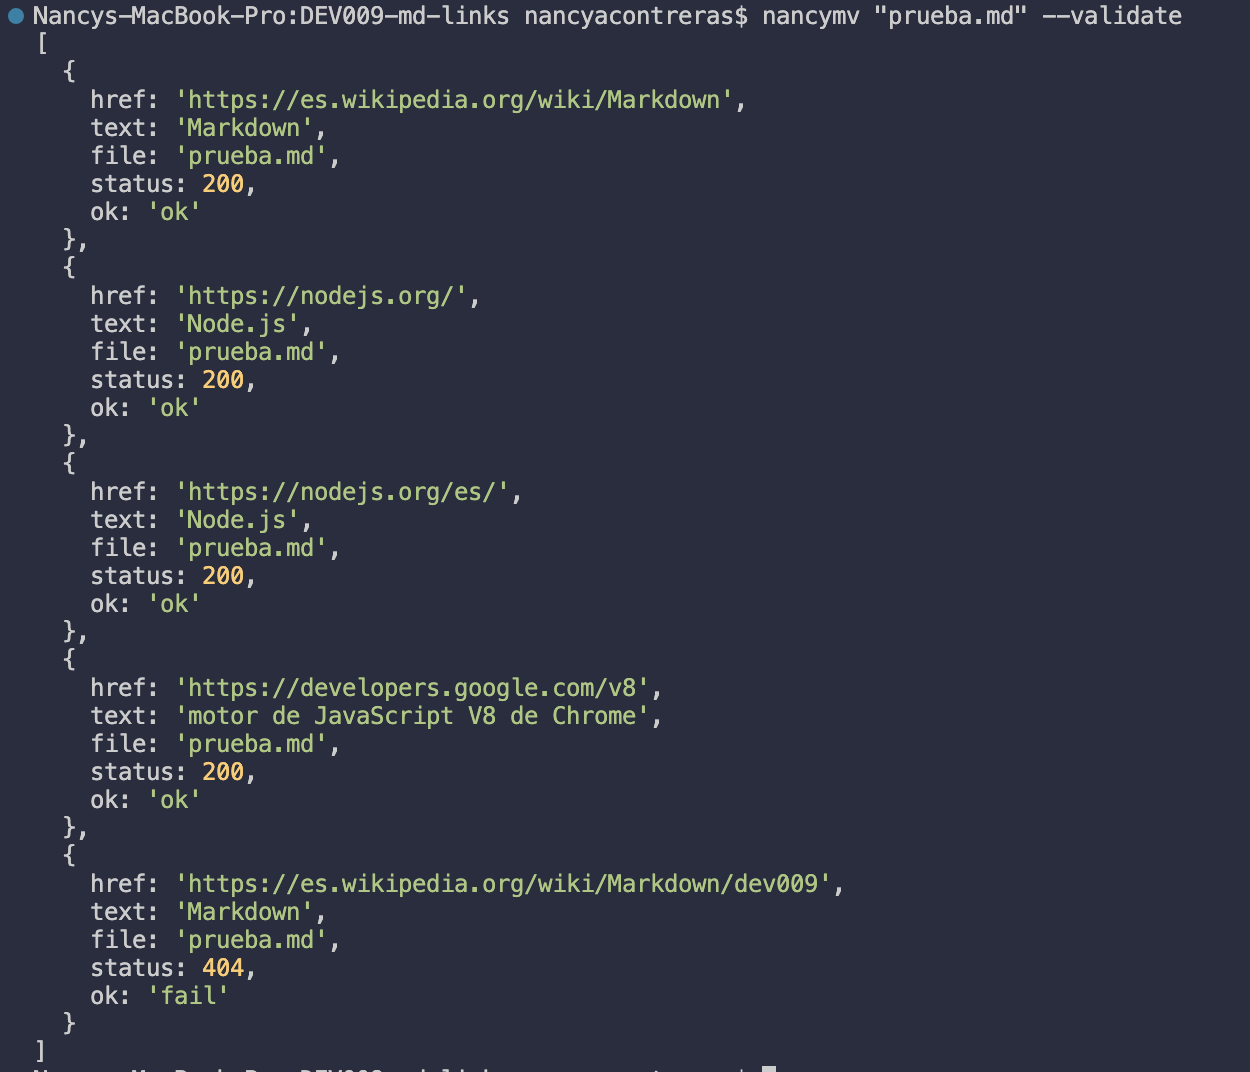 Nancys-MacBook-Pro:DEV009-md-links nancyacontreras$ nancymv "prueba.md" --validate
[
{
href: 'https://es.wikipedia.org/wiki/Markdown',
text: 'Markdown',
file: 'prueba.md',
status: 200,
ok: 'ok'
},
{
href: 'https://nodejs.org/',
text: 'Node.js',
file: 'prueba.md',
status: 200,
ok: 'ok'
},
{
href: 'https://nodejs.org/es/',
text: 'Node.js',
file: 'prueba.md',
status: 200,
ok: 'ok'
},
{
href: 'https://developers.google.com/v8',
text: 'motor de JavaScript V8 de Chrome',
file: 'prueba.md',
status: 200,
ok: 'ok'
},
{
href: 'https://es.wikipedia.org/wiki/Markdown/dev009',
text: 'Markdown',
file: 'prueba.md',
status: 404,
ok: 'fail'
}
]